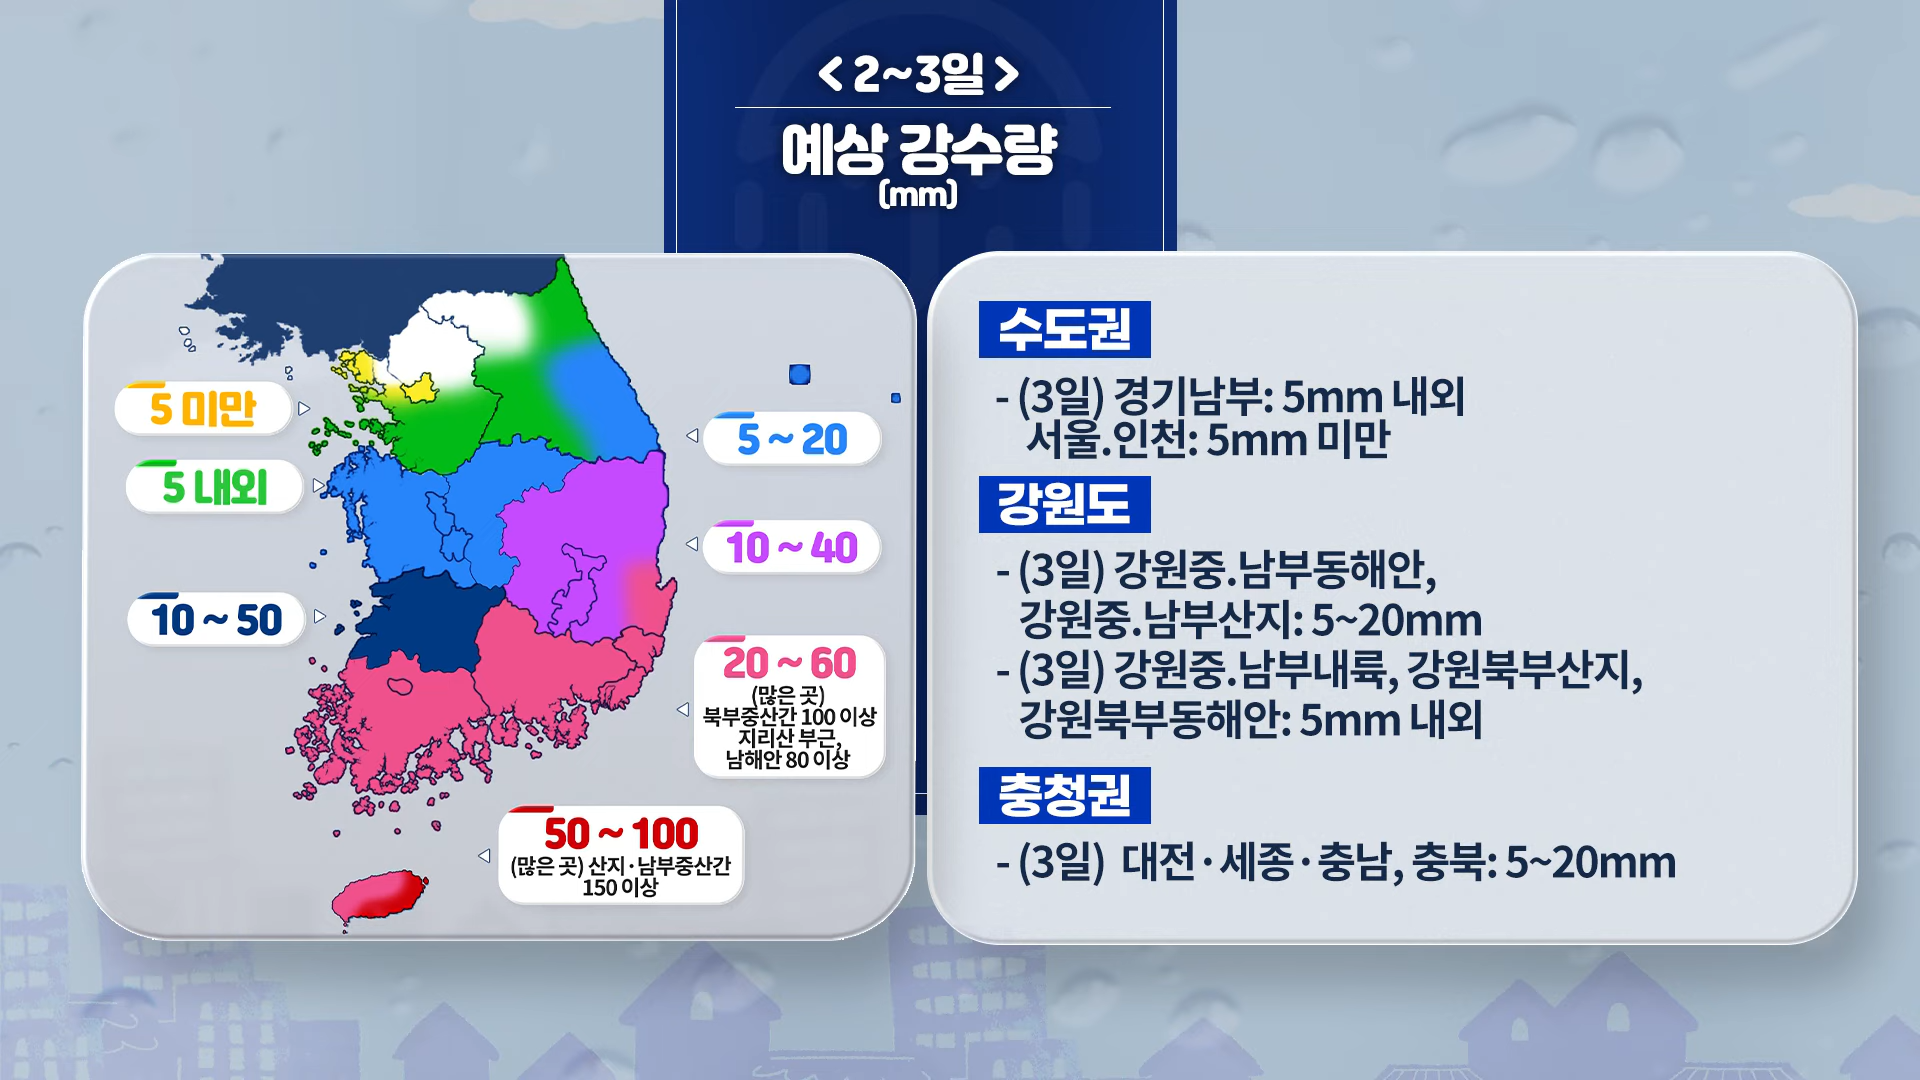 < 2~3일 >
예상 강수량
(mm)
5 미만
5 내외
10 ~ 50
5 ~ 20
10 ~ 40
20 ~ 60
(많은 곳)
북부중산간 100 이상
지리산 부근,
남해안 80 이상
50 ~ 100
(많은 곳) 산지·남부중산간
150 이상
수도권
- (3일) 경기남부: 5mm 내외
서울.인천: 5mm 미만
강원도
- (3일) 강원중.남부동해안,
강원중.남부산지: 5~20mm
- (3일) 강원중.남부내륙, 강원북부산지,
강원북부동해안: 5mm 내외
충청권
- (3일) 대전·세종·충남, 충북: 5~20mm